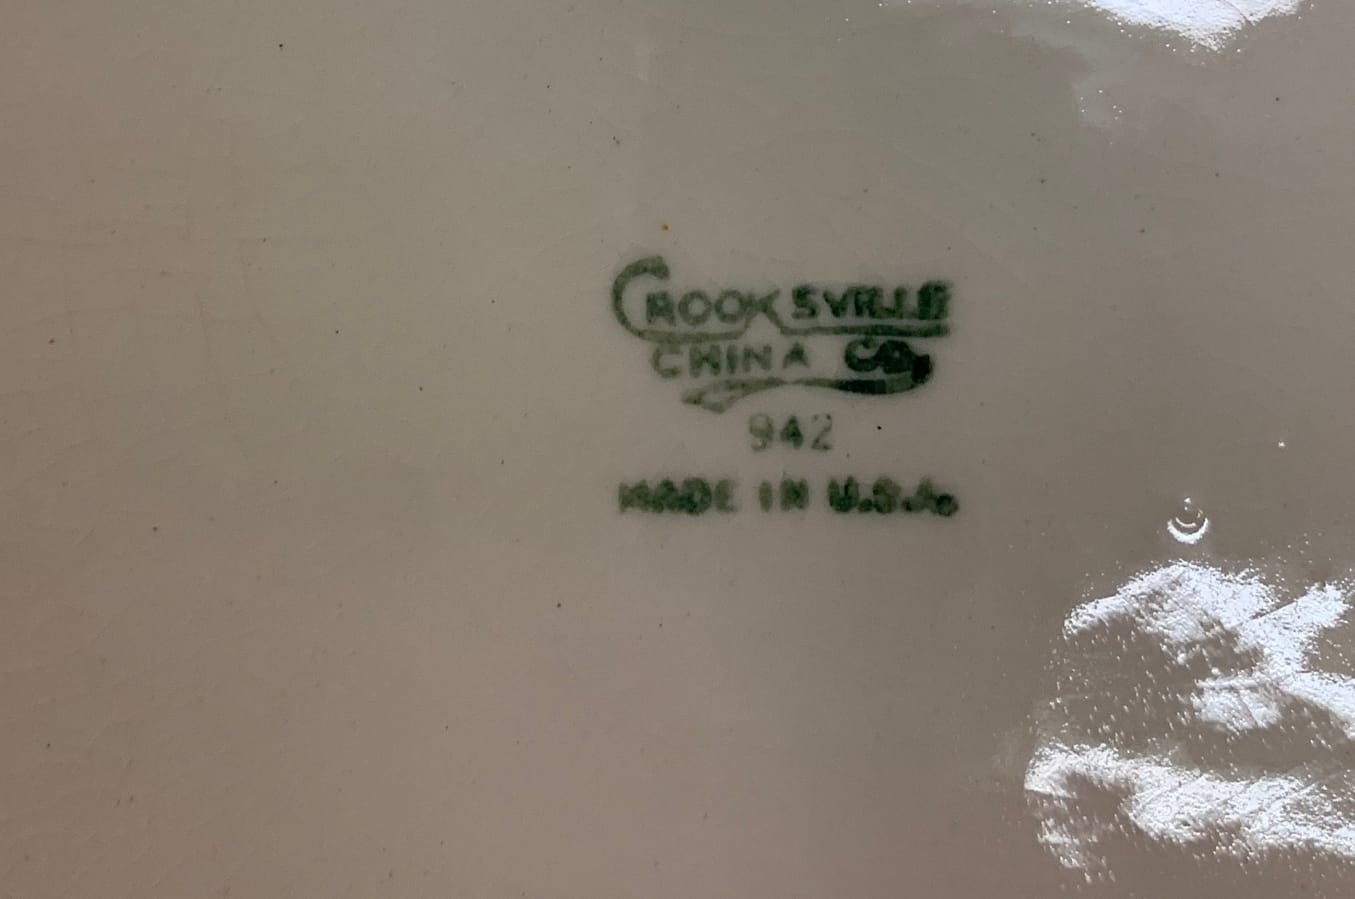 CROOKSVILLE
CHINA CO.
942
MADE IN U.S.A.